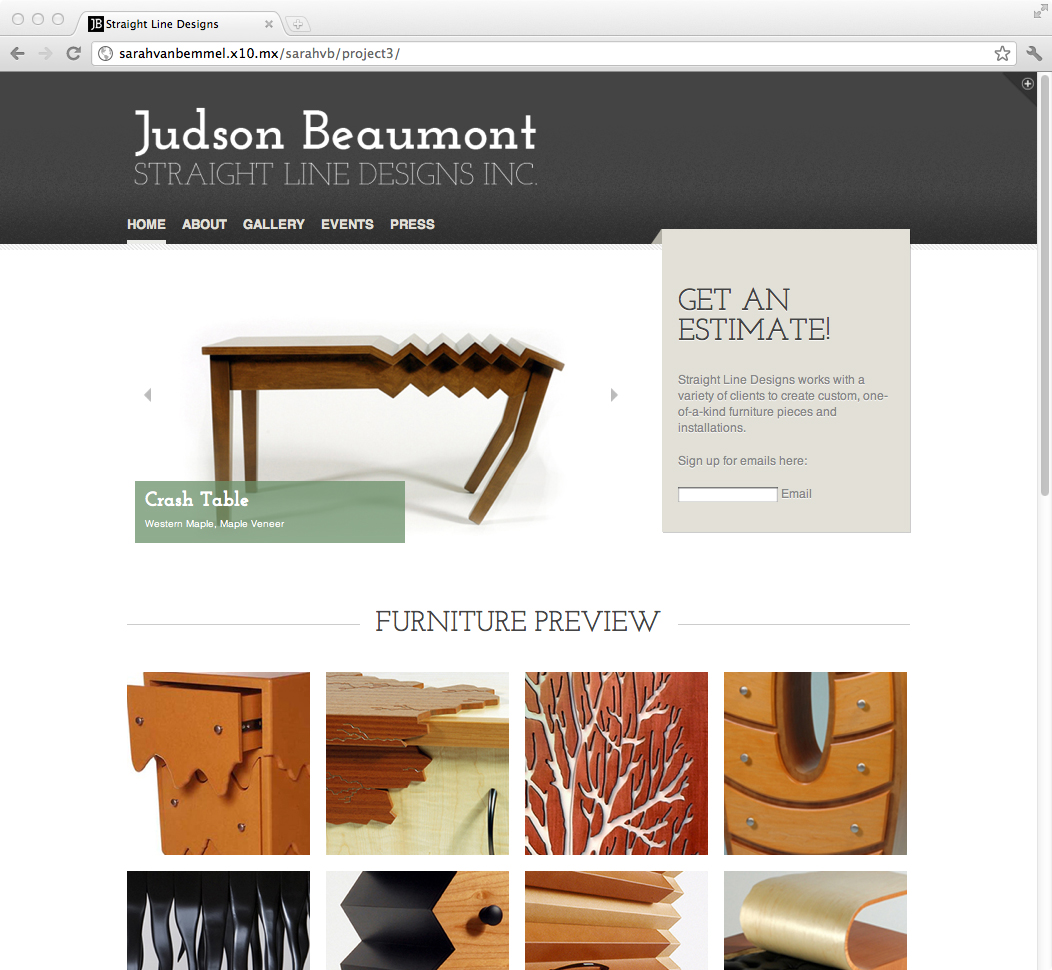 JB Straight Line Designs
sarahvanbemmel.x10.mx/sarahvb/project3/
Judson Beaumont
STRAIGHT LINE DESIGNS INC.
HOME ABOUT GALLERY EVENTS PRESS
GET AN
ESTIMATE!
Straight Line Designs works with a
variety of clients to create custom, one-
of-a-kind furniture pieces and
installations.
Sign up for emails here:
Email
Crash Table
Western Maple, Maple Veneer
FURNITURE PREVIEW